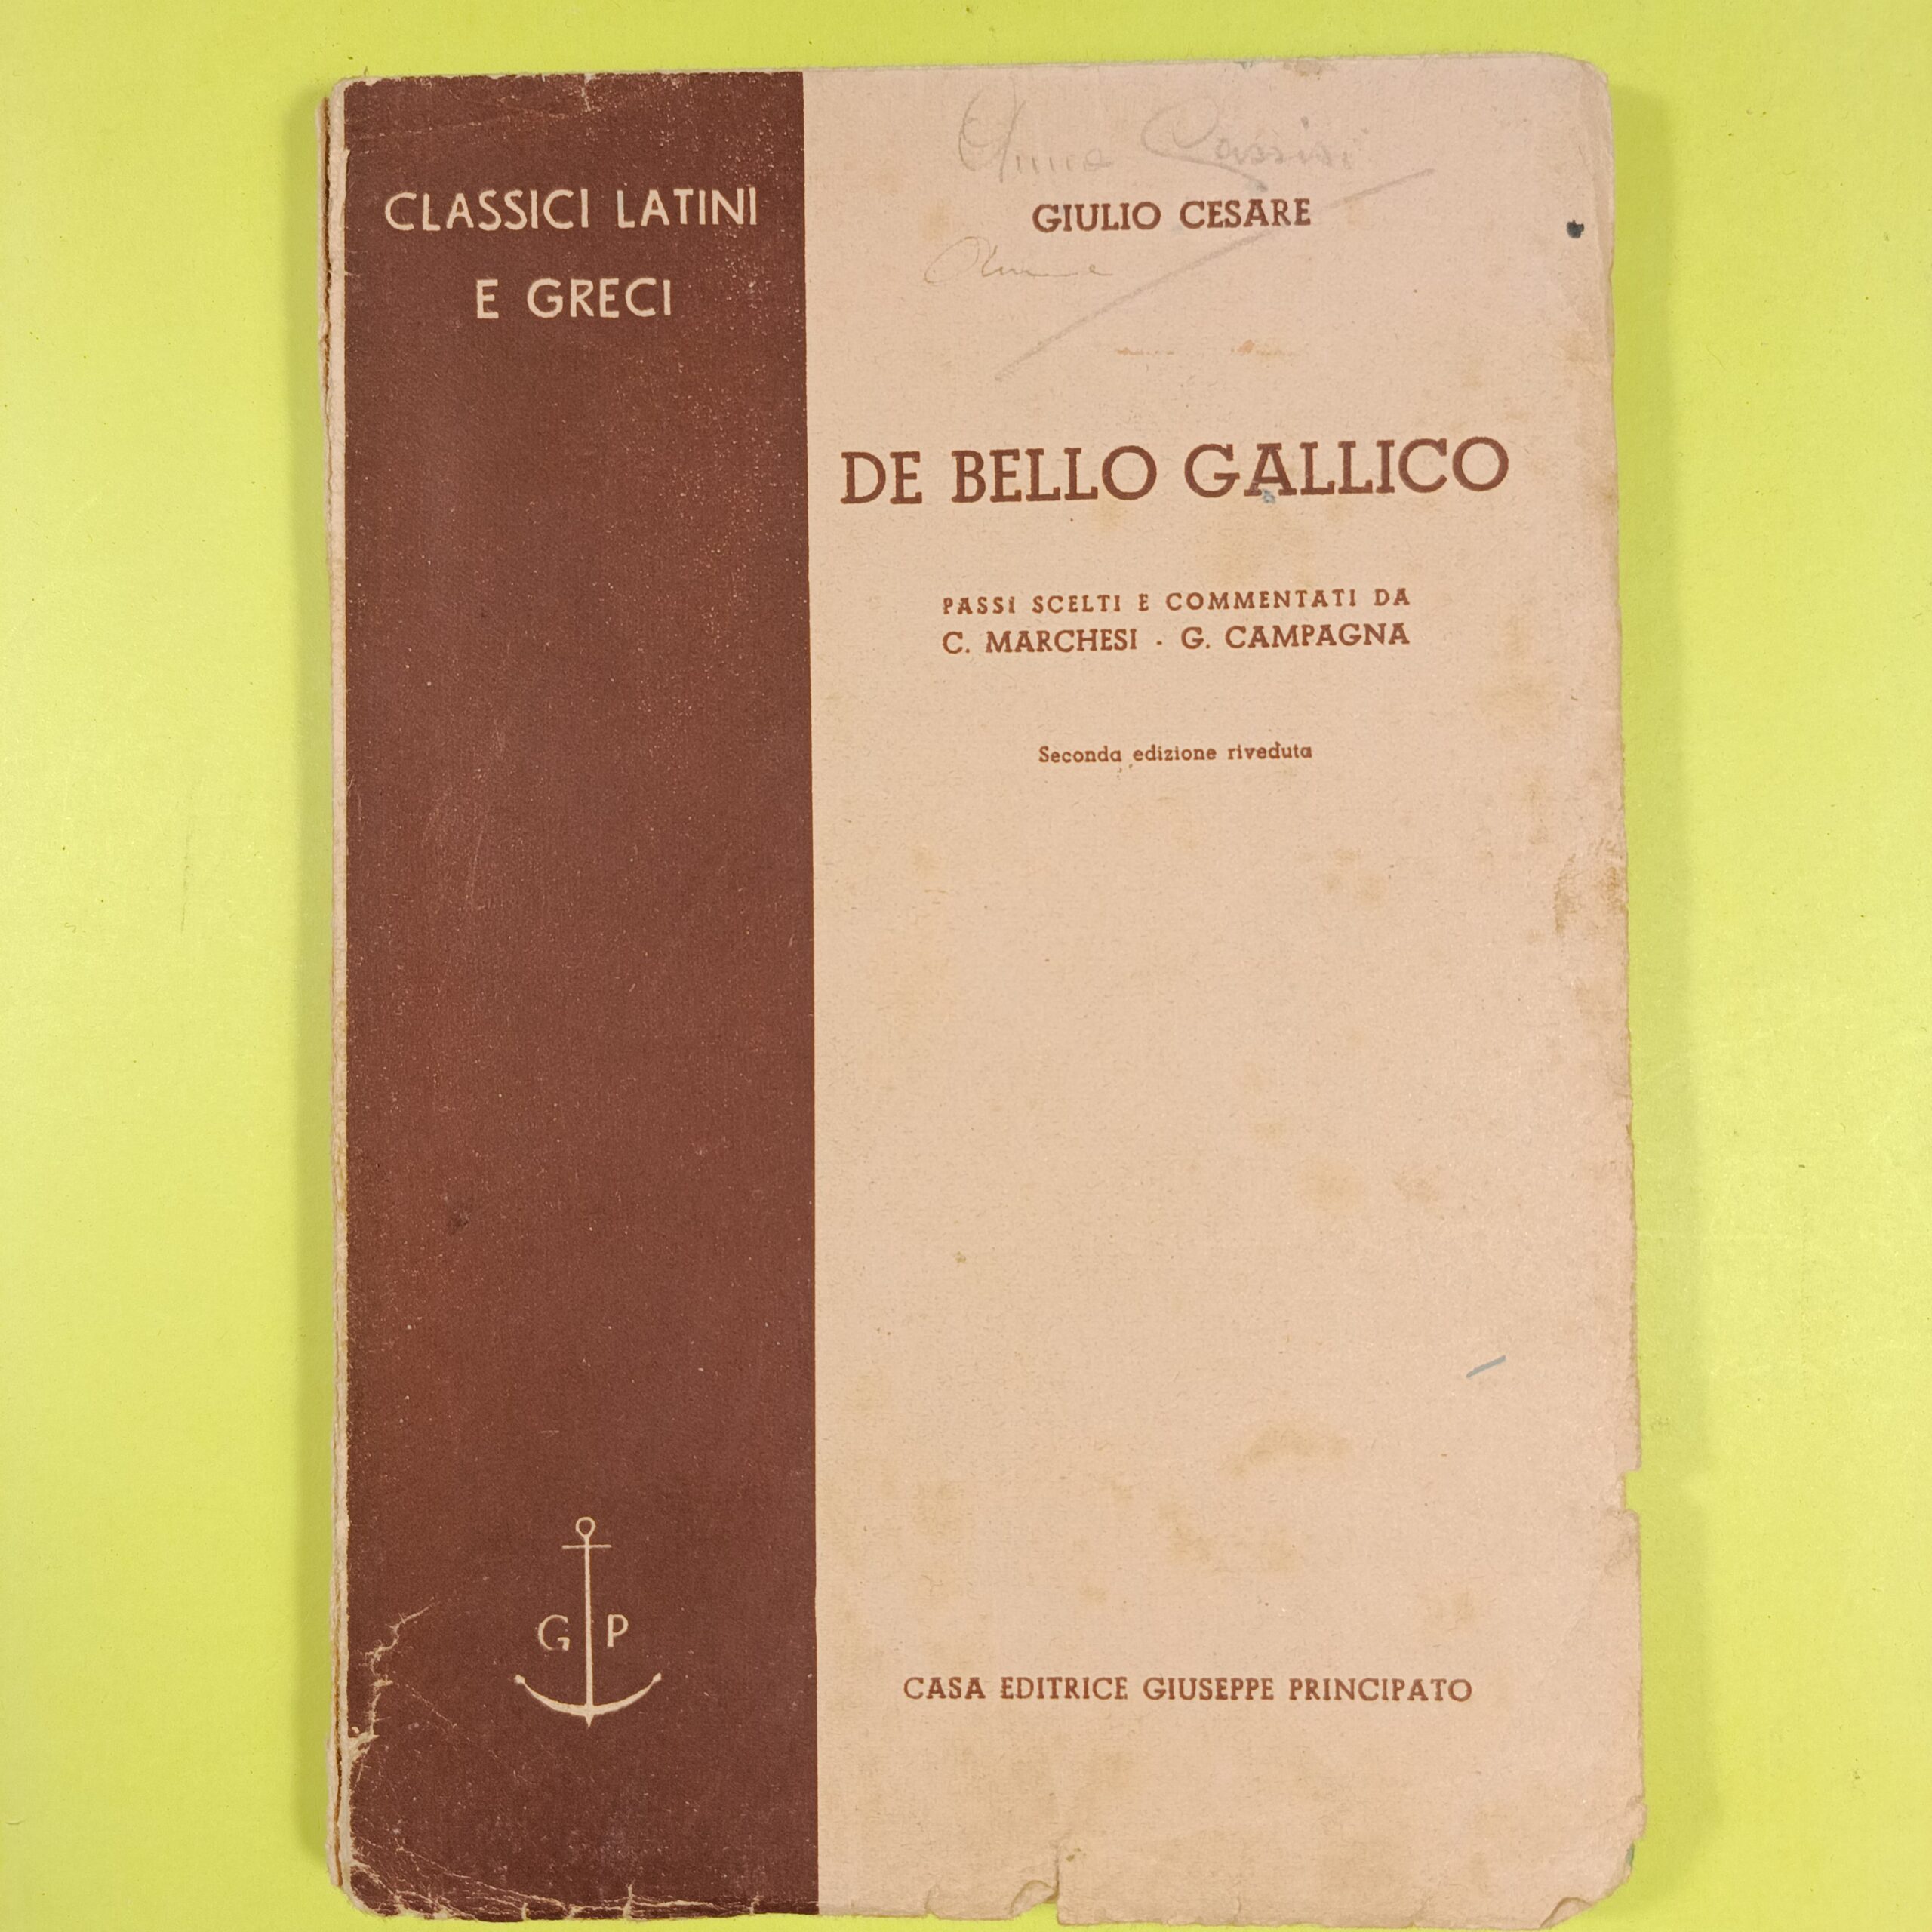 CLASSICI LATINI
E GRECI
GIULIO CESARE
DE BELLO GALLICO
PASSI SCELTI E COMMENTATI DA
C. MARCHESI - G. CAMPAGNA
Seconda edizione riveduta
G P
CASA EDITRICE GIUSEPPE PRINCIPATO